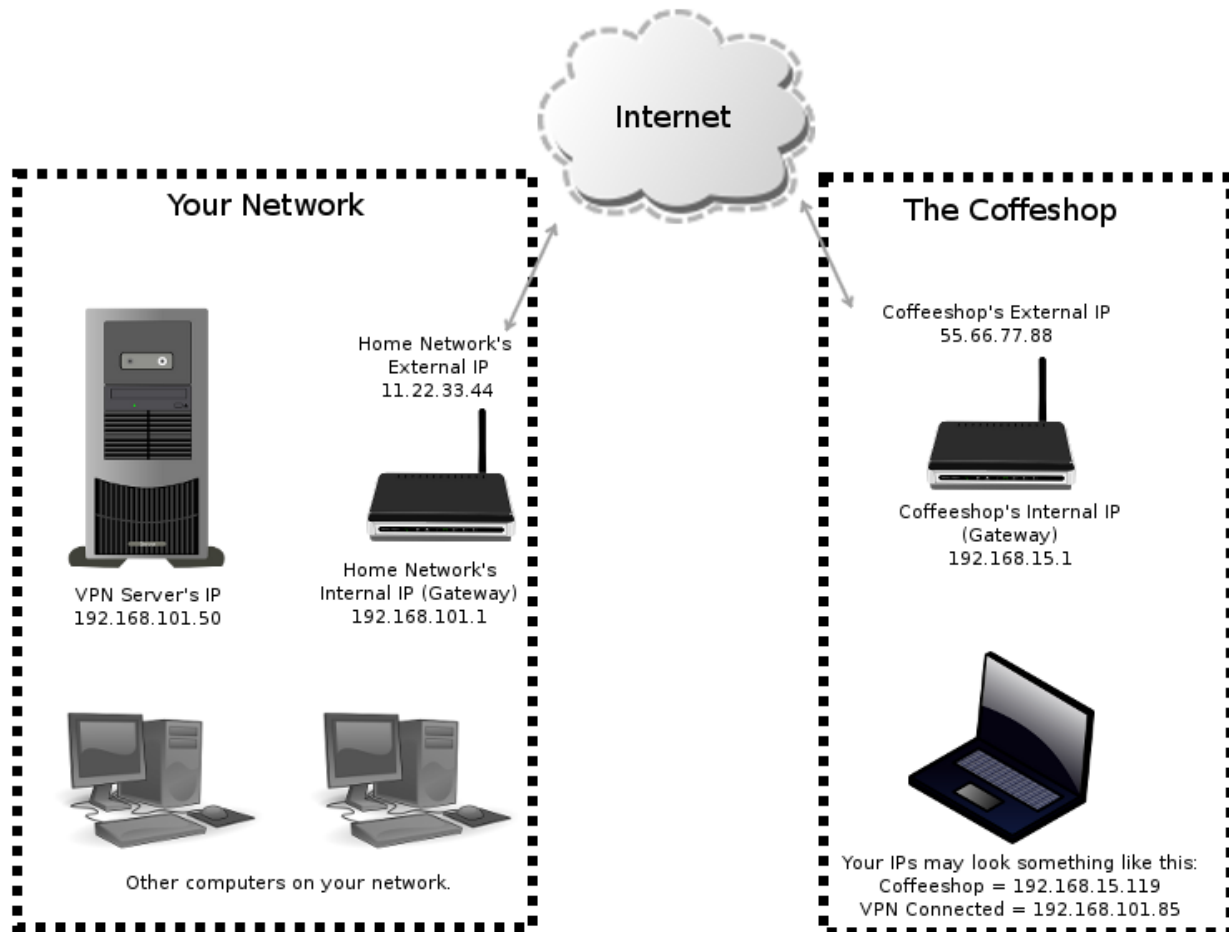 Internet
Your Network
Home Network's
External IP
11.22.33.44
VPN Server's IP
192.168.101.50
Home Network's
Internal IP (Gateway)
192.168.101.1
Other computers on your network.
The Coffeshop
Coffeeshop's External IP
55.66.77.88
Coffeeshop's Internal IP
(Gateway)
192.168.15.1
Your IPs may look something like this:
Coffeeshop = 192.168.15.119
VPN Connected = 192.168.101.85